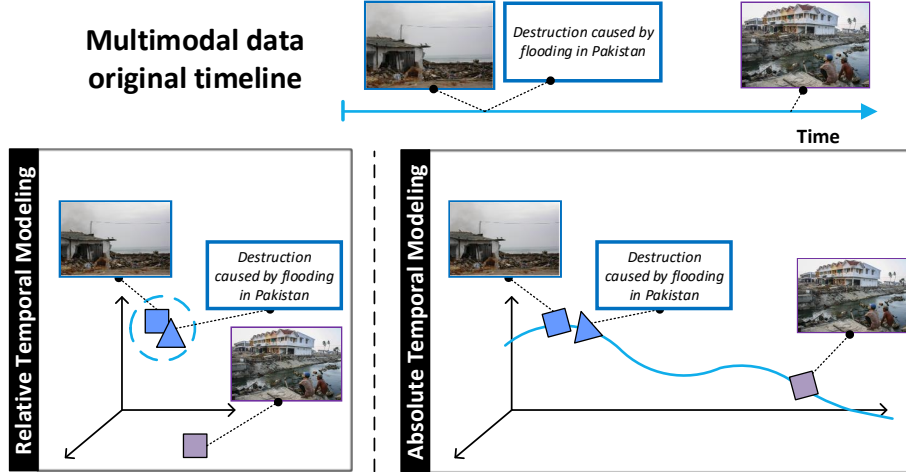 Multimodal data
original timeline
Destruction caused by
flooding in Pakistan
Time
Relative Temporal Modeling
Destruction
caused by flooding
in Pakistan
Absolute Temporal Modeling
Destruction
caused by flooding
in Pakistan